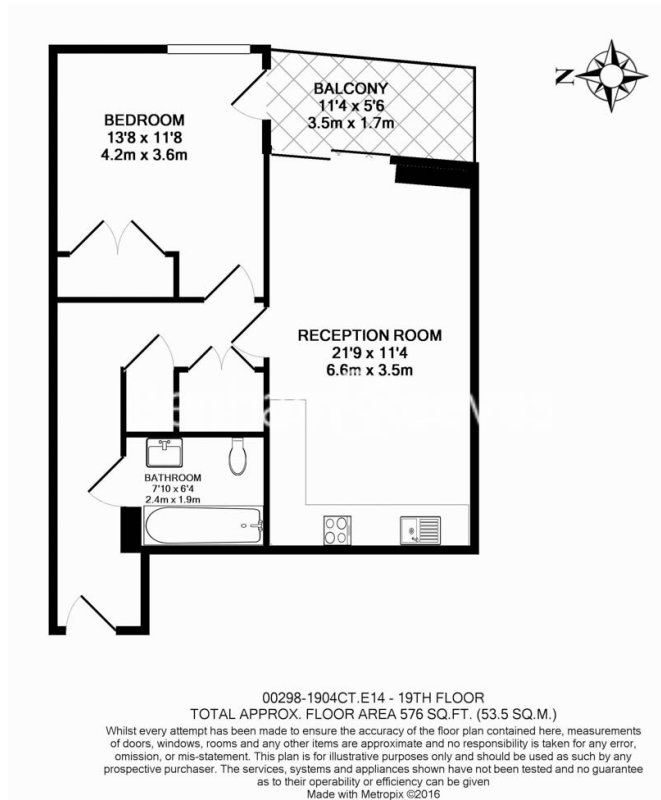 N
BALCONY
11'4 x 5'6
3.5m x 1.7m
BEDROOM
13'8 x 11'8
4.2m x 3.6m
RECEPTION ROOM
21'9 x 11'4
6.6m x 3.5m
BATHROOM
7'10 x 6'4
2.4m x 1.9m
00298-1904CT.E14 - 19TH FLOOR
TOTAL APPROX. FLOOR AREA 576 SQ.FT. (53.5 SQ.M.)
Whilst every attempt has been made to ensure the accuracy of the floor plan contained here, measurements
of doors, windows, rooms and any other items are approximate and no responsibility is taken for any error,
omission, or mis-statement. This plan is for illustrative purposes only and should be used as such by any
prospective purchaser. The services, systems and appliances shown have not been tested and no guarantee
as to their operability or efficiency can be given
Made with Metropix ©2016